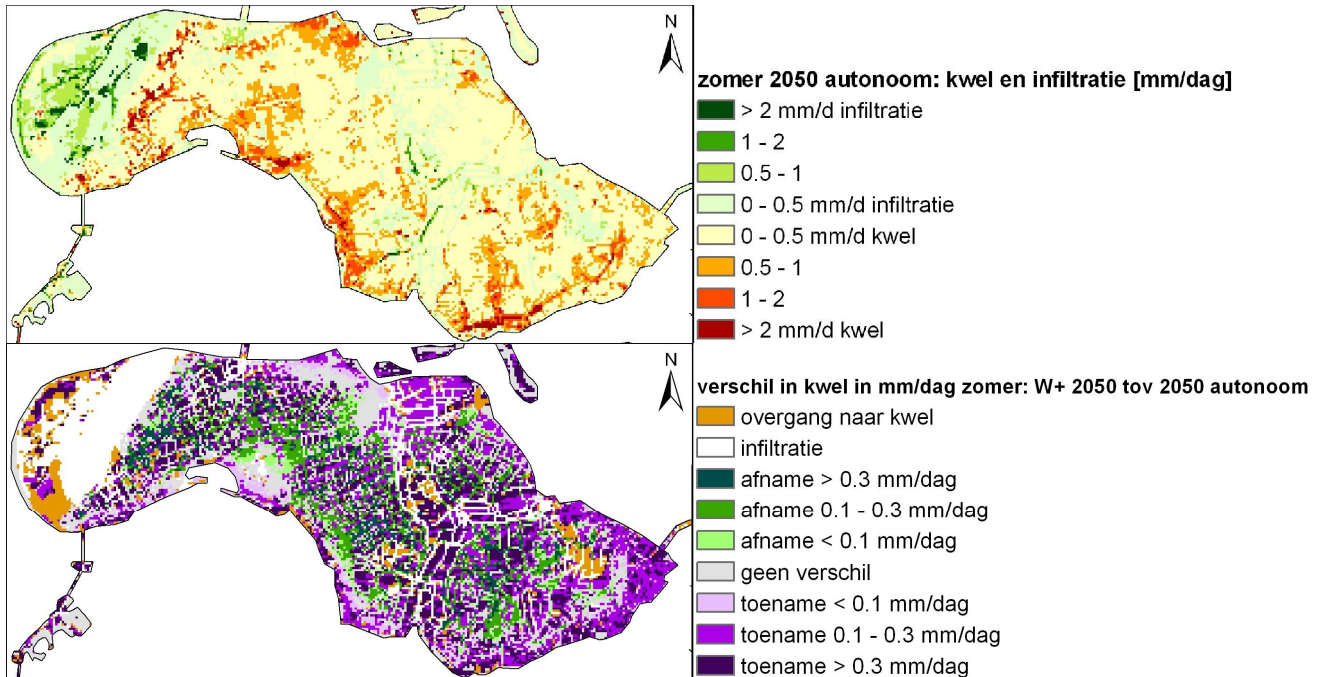 N
zomer 2050 autonoom: kwel en infiltratie [mm/dag]
> 2 mm/d infiltratie
1 - 2
0.5 - 1
0 - 0.5 mm/d infiltratie
0 - 0.5 mm/d kwel
0.5 - 1
1 - 2
> 2 mm/d kwel
N
verschil in kwel in mm/dag zomer: W+ 2050 tov 2050 autonoom
overgang naar kwel
infiltratie
afname > 0.3 mm/dag
afname 0.1 - 0.3 mm/dag
afname < 0.1 mm/dag
geen verschil
toename < 0.1 mm/dag
toename 0.1 - 0.3 mm/dag
toename > 0.3 mm/dag